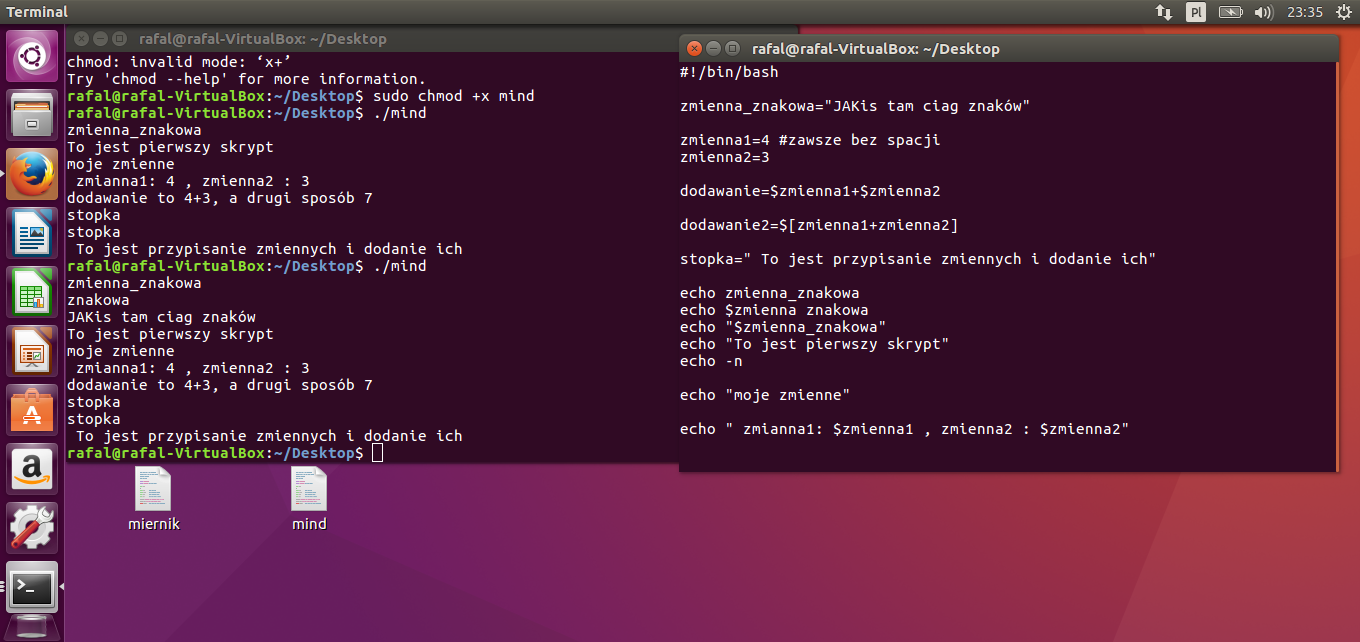 Terminal
Pl
23:35
rafal@rafal-VirtualBox: ~/Desktop
chmod: invalid mode: ‘x+’
Try 'chmod --help' for more information.
rafal@rafal-VirtualBox:~/Desktop$ sudo chmod +x mind
rafal@rafal-VirtualBox:~/Desktop$ ./mind
zmienna_znakowa
To jest pierwszy skrypt
moje zmienne
 zmianna1: 4 , zmienna2 : 3
dodawanie to 4+3, a drugi sposób 7
stopka
stopka
 To jest przypisanie zmiennych i dodanie ich
rafal@rafal-VirtualBox:~/Desktop$ ./mind
zmienna_znakowa
znakowa
JAKis tam ciag znaków
To jest pierwszy skrypt
moje zmienne
 zmianna1: 4 , zmienna2 : 3
dodawanie to 4+3, a drugi sposób 7
stopka
stopka
 To jest przypisanie zmiennych i dodanie ich
rafal@rafal-VirtualBox:~/Desktop$
rafal@rafal-VirtualBox: ~/Desktop
#!/bin/bash
zmienna_znakowa="JAKis tam ciag znaków"
zmienna1=4 #zawsze bez spacji
zmienna2=3
dodawanie=$zmienna1+$zmienna2
dodawanie2=$[zmienna1+zmienna2]
stopka=" To jest przypisanie zmiennych i dodanie ich"
echo zmienna_znakowa
echo $zmienna znakowa
echo "$zmienna_znakowa"
echo "To jest pierwszy skrypt"
echo -n
echo "moje zmienne"
echo " zmianna1: $zmienna1 , zmienna2 : $zmienna2"
miernik
mind